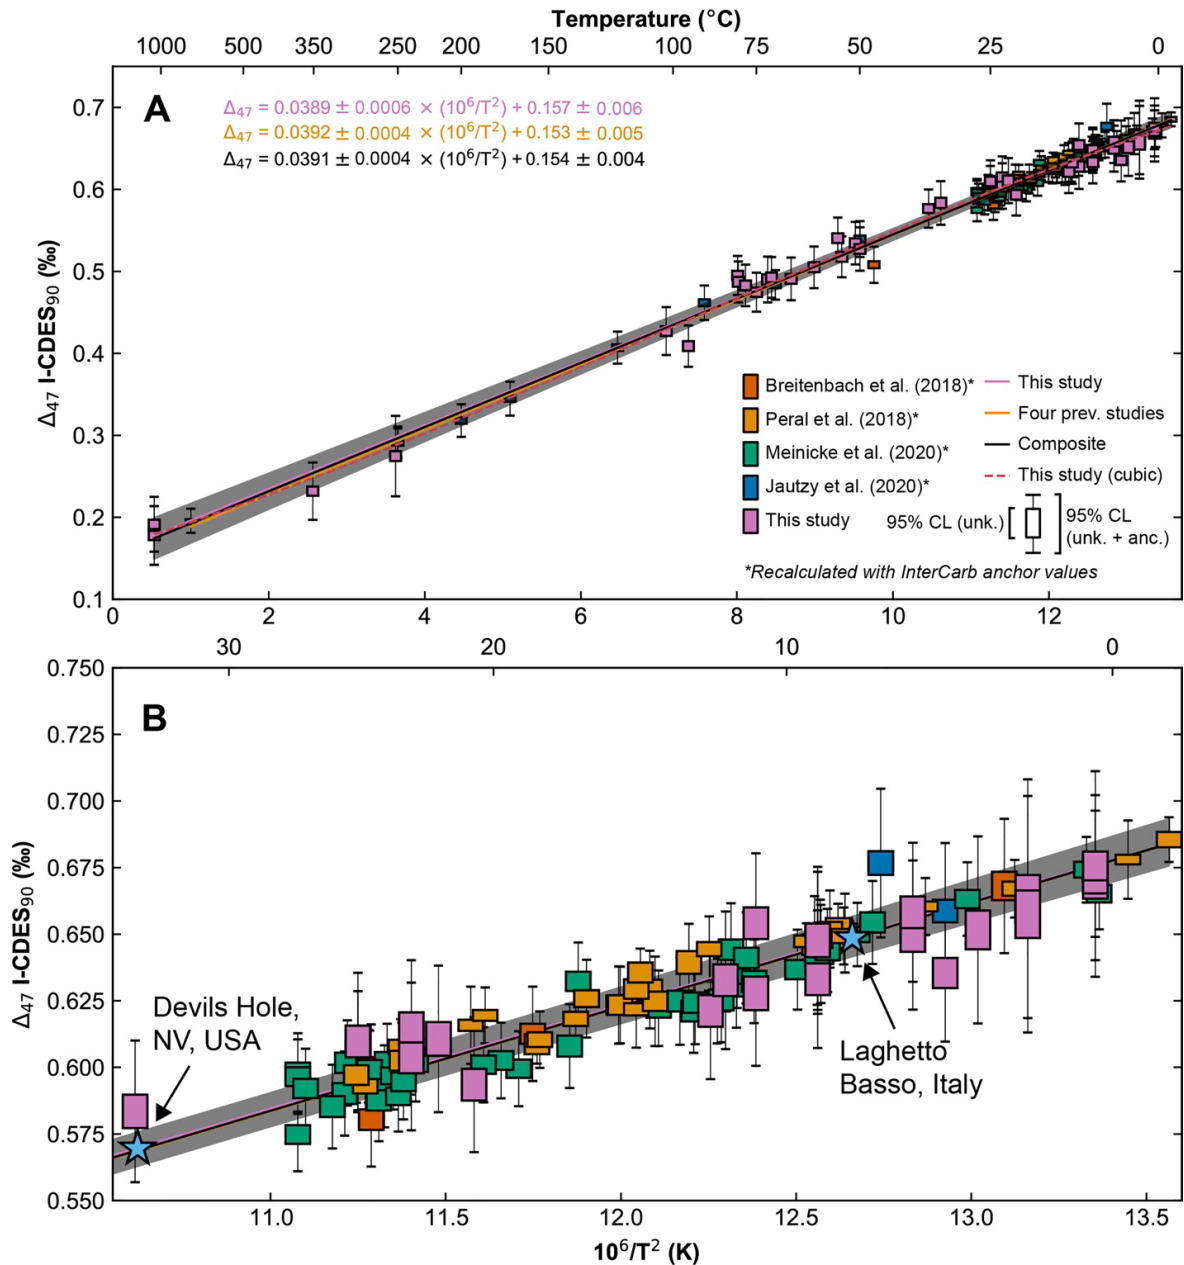 Temperature (°C)
1000 500 350 250 200 150 100 75 50 25 0
A
Δ47 = 0.0389 ± 0.0006 × (10⁶/T²) + 0.157 ± 0.006
Δ47 = 0.0392 ± 0.0004 × (10⁶/T²) + 0.153 ± 0.005
Δ47 = 0.0391 ± 0.0004 × (10⁶/T²) + 0.154 ± 0.004
0.7
0.6
0.5
0.4
0.3
0.2
0.1
Δ47 I-CDES90 (‰)
Breitenbach et al. (2018)*
Peral et al. (2018)*
Meinicke et al. (2020)*
Jautzy et al. (2020)*
This study
This study
Four prev. studies
Composite
This study (cubic)
95% CL (unk.)
95% CL
(unk. + anc.)
*Recalculated with InterCarb anchor values
0 2 4 6 8 10 12
30 20 10 0
B
0.750
0.725
0.700
0.675
0.650
0.625
0.600
0.575
0.550
Δ47 I-CDES90 (‰)
Devils Hole,
NV, USA
Laghetto
Basso, Italy
11.0 11.5 12.0 12.5 13.0 13.5
10⁶/T² (K)